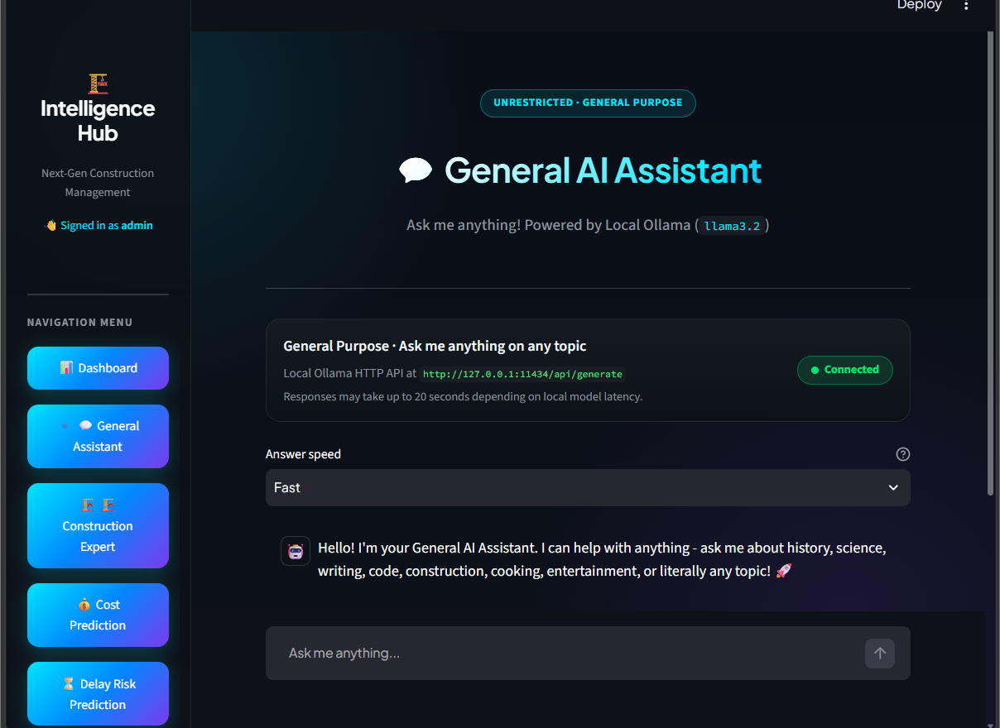 Deploy
Intelligence
Hub
Next-Gen Construction
Management
👋 Signed in as admin
NAVIGATION MENU
📊 Dashboard
💬 General
Assistant
Construction
Expert
💰 Cost
Prediction
⏳ Delay Risk
Prediction
UNRESTRICTED · GENERAL PURPOSE
💬 General AI Assistant
Ask me anything! Powered by Local Ollama ( llama3.2 )
General Purpose · Ask me anything on any topic
Local Ollama HTTP API at http://127.0.0.1:11434/api/generate
Responses may take up to 20 seconds depending on local model latency.
Connected
Answer speed
Fast
Hello! I'm your General AI Assistant. I can help with anything - ask me about history, science,
writing, code, construction, cooking, entertainment, or literally any topic! 🚀
Ask me anything...